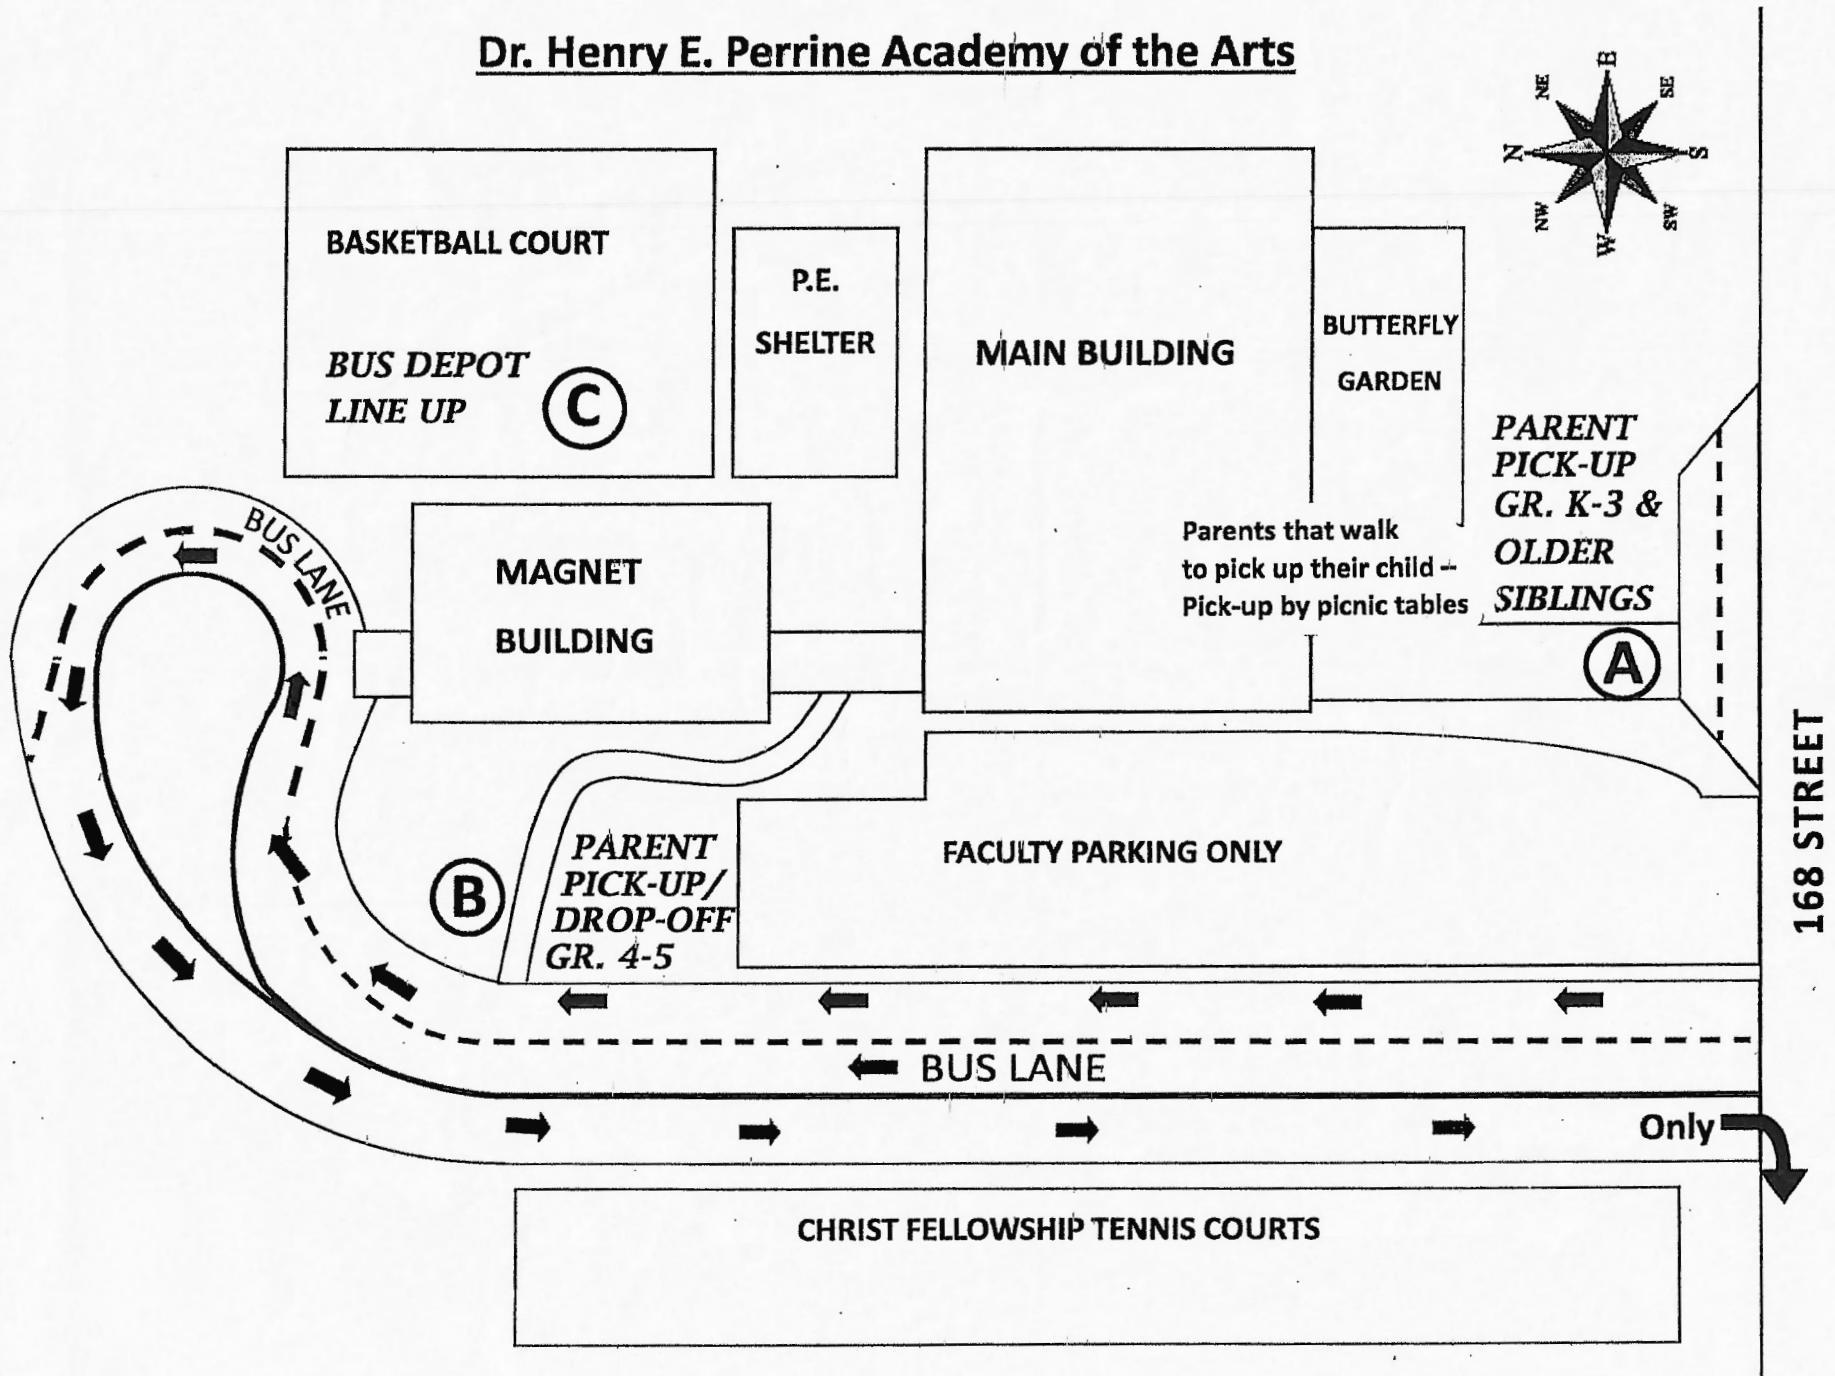 Dr. Henry E. Perrine Academy of the Arts
E
NE
SE
N
S
NW
SW
W
BASKETBALL COURT
BUS DEPOT
LINE UP
C
P.E.
SHELTER
MAIN BUILDING
BUTTERFLY
GARDEN
PARENT
PICK-UP
GR. K-3 &
OLDER
SIBLINGS
A
Parents that walk
to pick up their child --
Pick-up by picnic tables
BUS LANE
MAGNET
BUILDING
168 STREET
B
PARENT
PICK-UP/
DROP-OFF
GR. 4-5
FACULTY PARKING ONLY
BUS LANE
Only
CHRIST FELLOWSHIP TENNIS COURTS